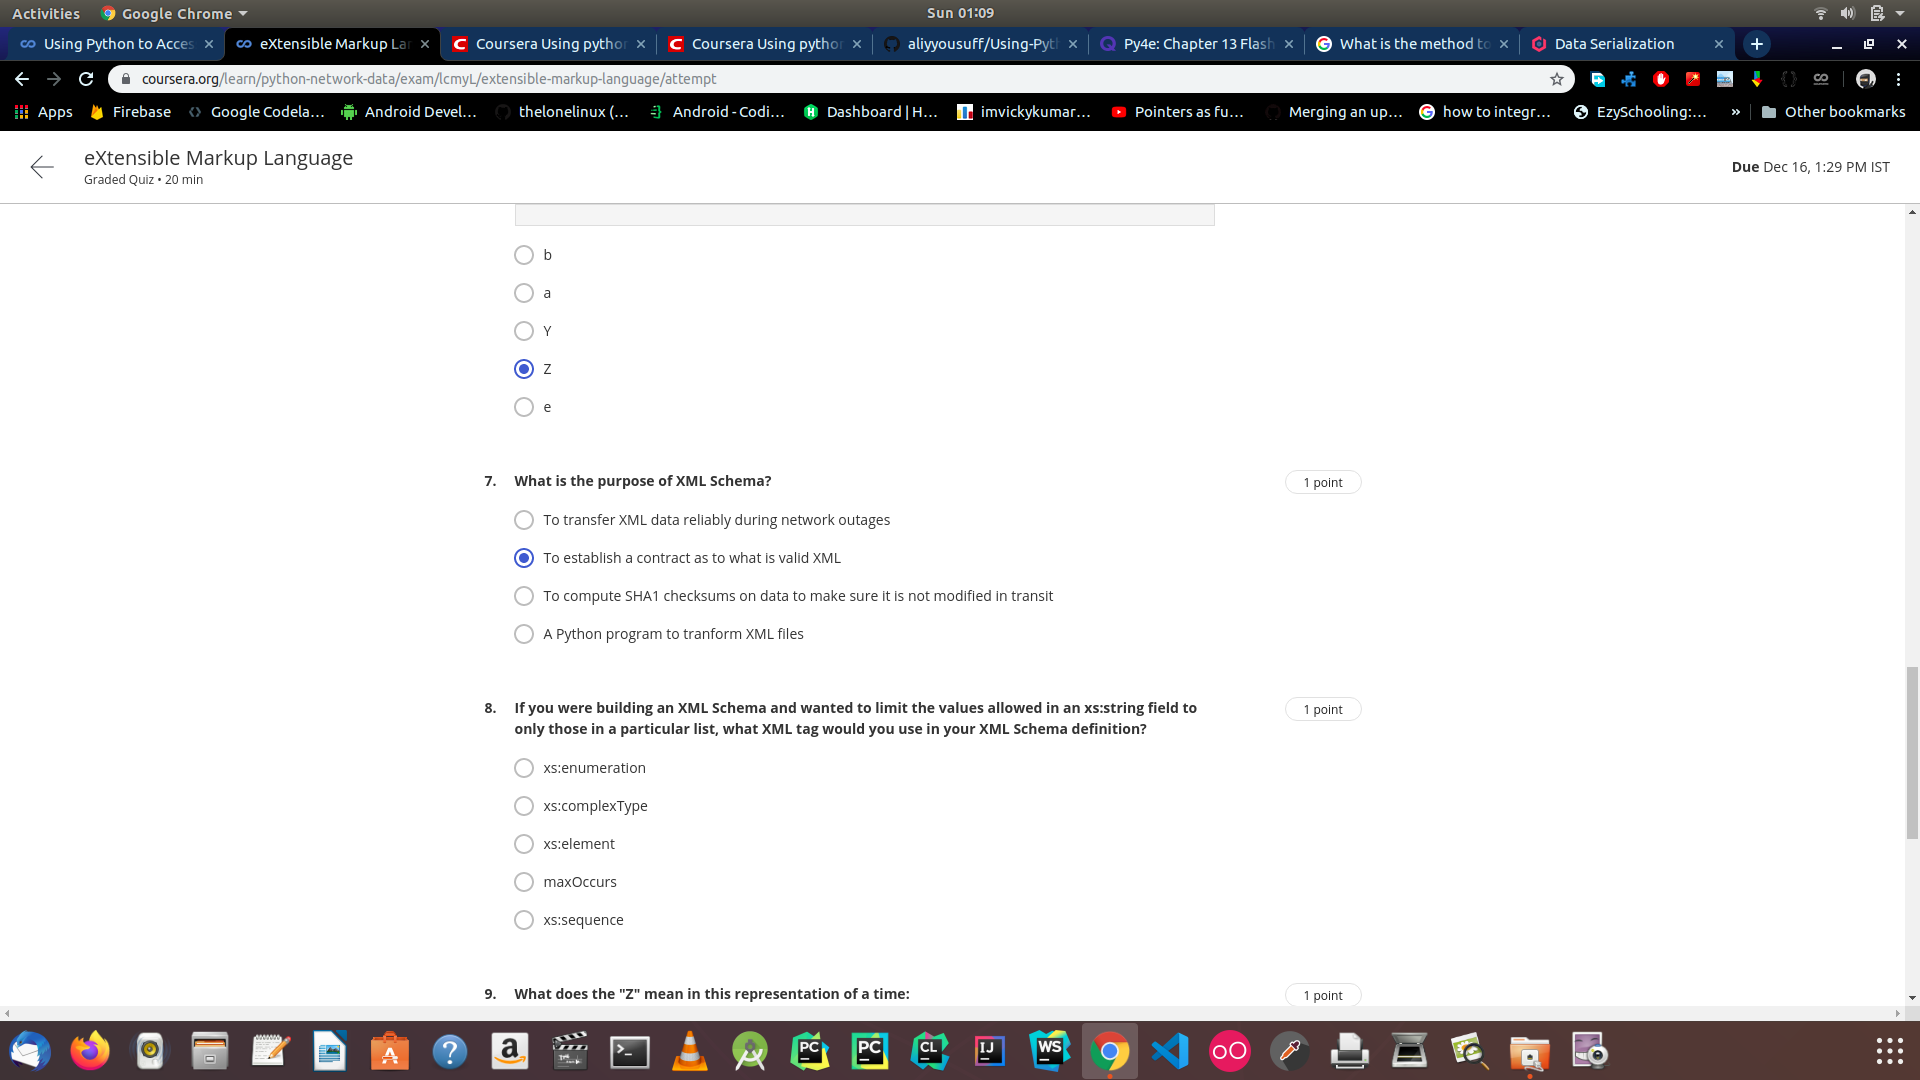 Activities Google Chrome Sun 01:09
Using Python to Acces eXtensible Markup Lar Coursera Using pythor Coursera Using pythor aliyyousuff/Using-Pyth Py4e: Chapter 13 Flash What is the method to Data Serialization
coursera.org/learn/python-network-data/exam/lcmyL/extensible-markup-language/attempt
Apps Firebase Google Codela... Android Devel... thelonelinux (... Android - Codi... Dashboard | H... imvickykumar... Pointers as fu... Merging an up... how to integr... EzySchooling:... » Other bookmarks
eXtensible Markup Language
Graded Quiz • 20 min
Due Dec 16, 1:29 PM IST
b
a
Y
Z
e
7. What is the purpose of XML Schema? 1 point
To transfer XML data reliably during network outages
To establish a contract as to what is valid XML
To compute SHA1 checksums on data to make sure it is not modified in transit
A Python program to tranform XML files
8. If you were building an XML Schema and wanted to limit the values allowed in an xs:string field to 1 point
only those in a particular list, what XML tag would you use in your XML Schema definition?
xs:enumeration
xs:complexType
xs:element
maxOccurs
xs:sequence
9. What does the "Z" mean in this representation of a time: 1 point